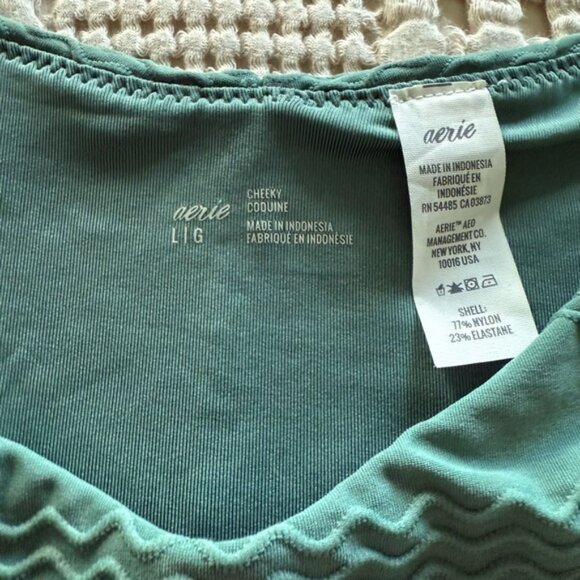 aerie
L|G
CHEEKY
COQUINE
MADE IN INDONESIA
FABRIQUÉ EN INDONÉSIE
aerie
MADE IN INDONESIA
FABRIQUÉ EN
INDONÉSIE
RN 54485 CA 03873
AERIE™ AEO
MANAGEMENT CO.
NEW YORK, NY
10016 USA
SHELL:
77% NYLON
23% ELASTANE